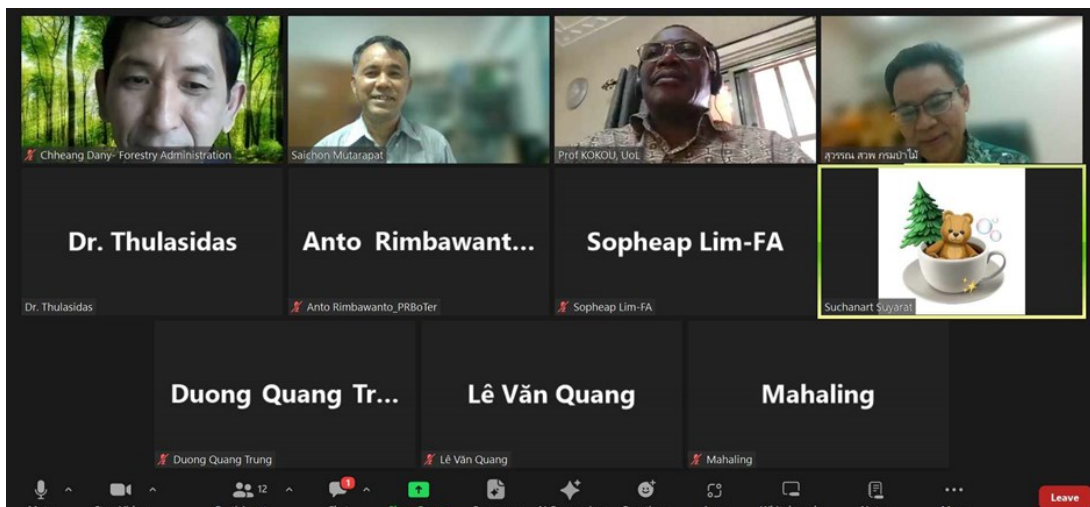 Chheang Dany- Forestry Administration
Saichon Mutarapat
Prof KOKOU, UoL
สุวรรณ สวพ กรมป่าไม้
Dr. Thulasidas
Anto Rimbawant...
Sopheap Lim-FA
Dr. Thulasidas
Anto Rimbawanto_PRBoTer
Sopheap Lim-FA
Suchanart Suyarat
Duong Quang Tr...
Lê Văn Quang
Mahaling
Duong Quang Trung
Lê Văn Quang
Mahaling
12
1
Leave